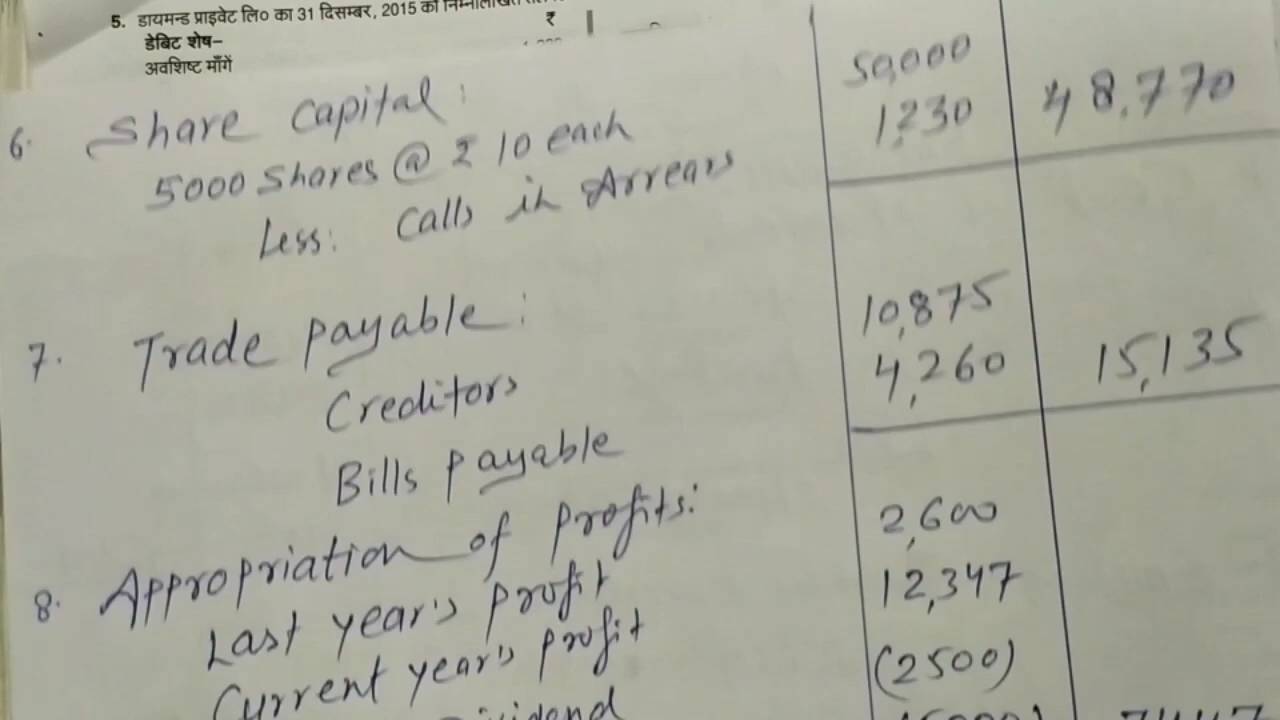 5. डायमन्ड प्राइवेट लि० का 31 दिसम्बर, 2015 को
₹
डेबिट शेष–
अवशिष्ट माँगें
6. Share Capital: 50,000
5000 Shares @ ₹ 10 each 1,230 48,770
Less: Calls in Arrears
7. Trade Payable: 10,875
Creditors 4,260 15,135
Bills Payable
8. Appropriation of Profits: 2,600
Last Year's Profit 12,347
Current Year's Profit (2500)